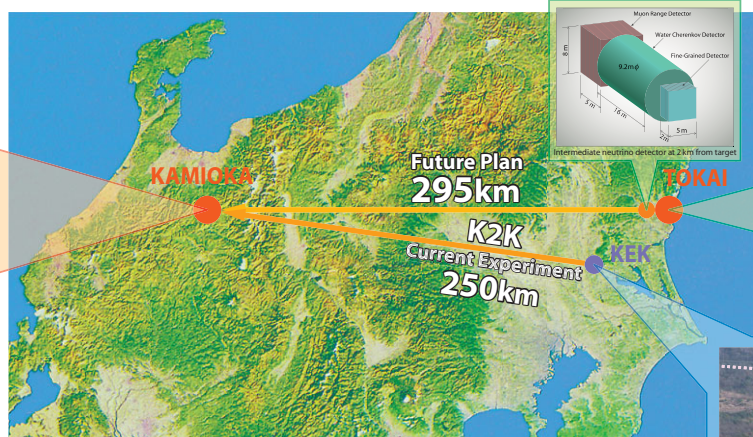 Muon Range Detector
Water Cherenkov Detector
Fine-Grained Detector
8 m
9.2mφ
5 m
16 m
2m
5 m
Intermediate neutrino detector at 2 km from target
Future Plan
295km
KAMIOKA
TOKAI
K2K
Current Experiment
250km
KEK